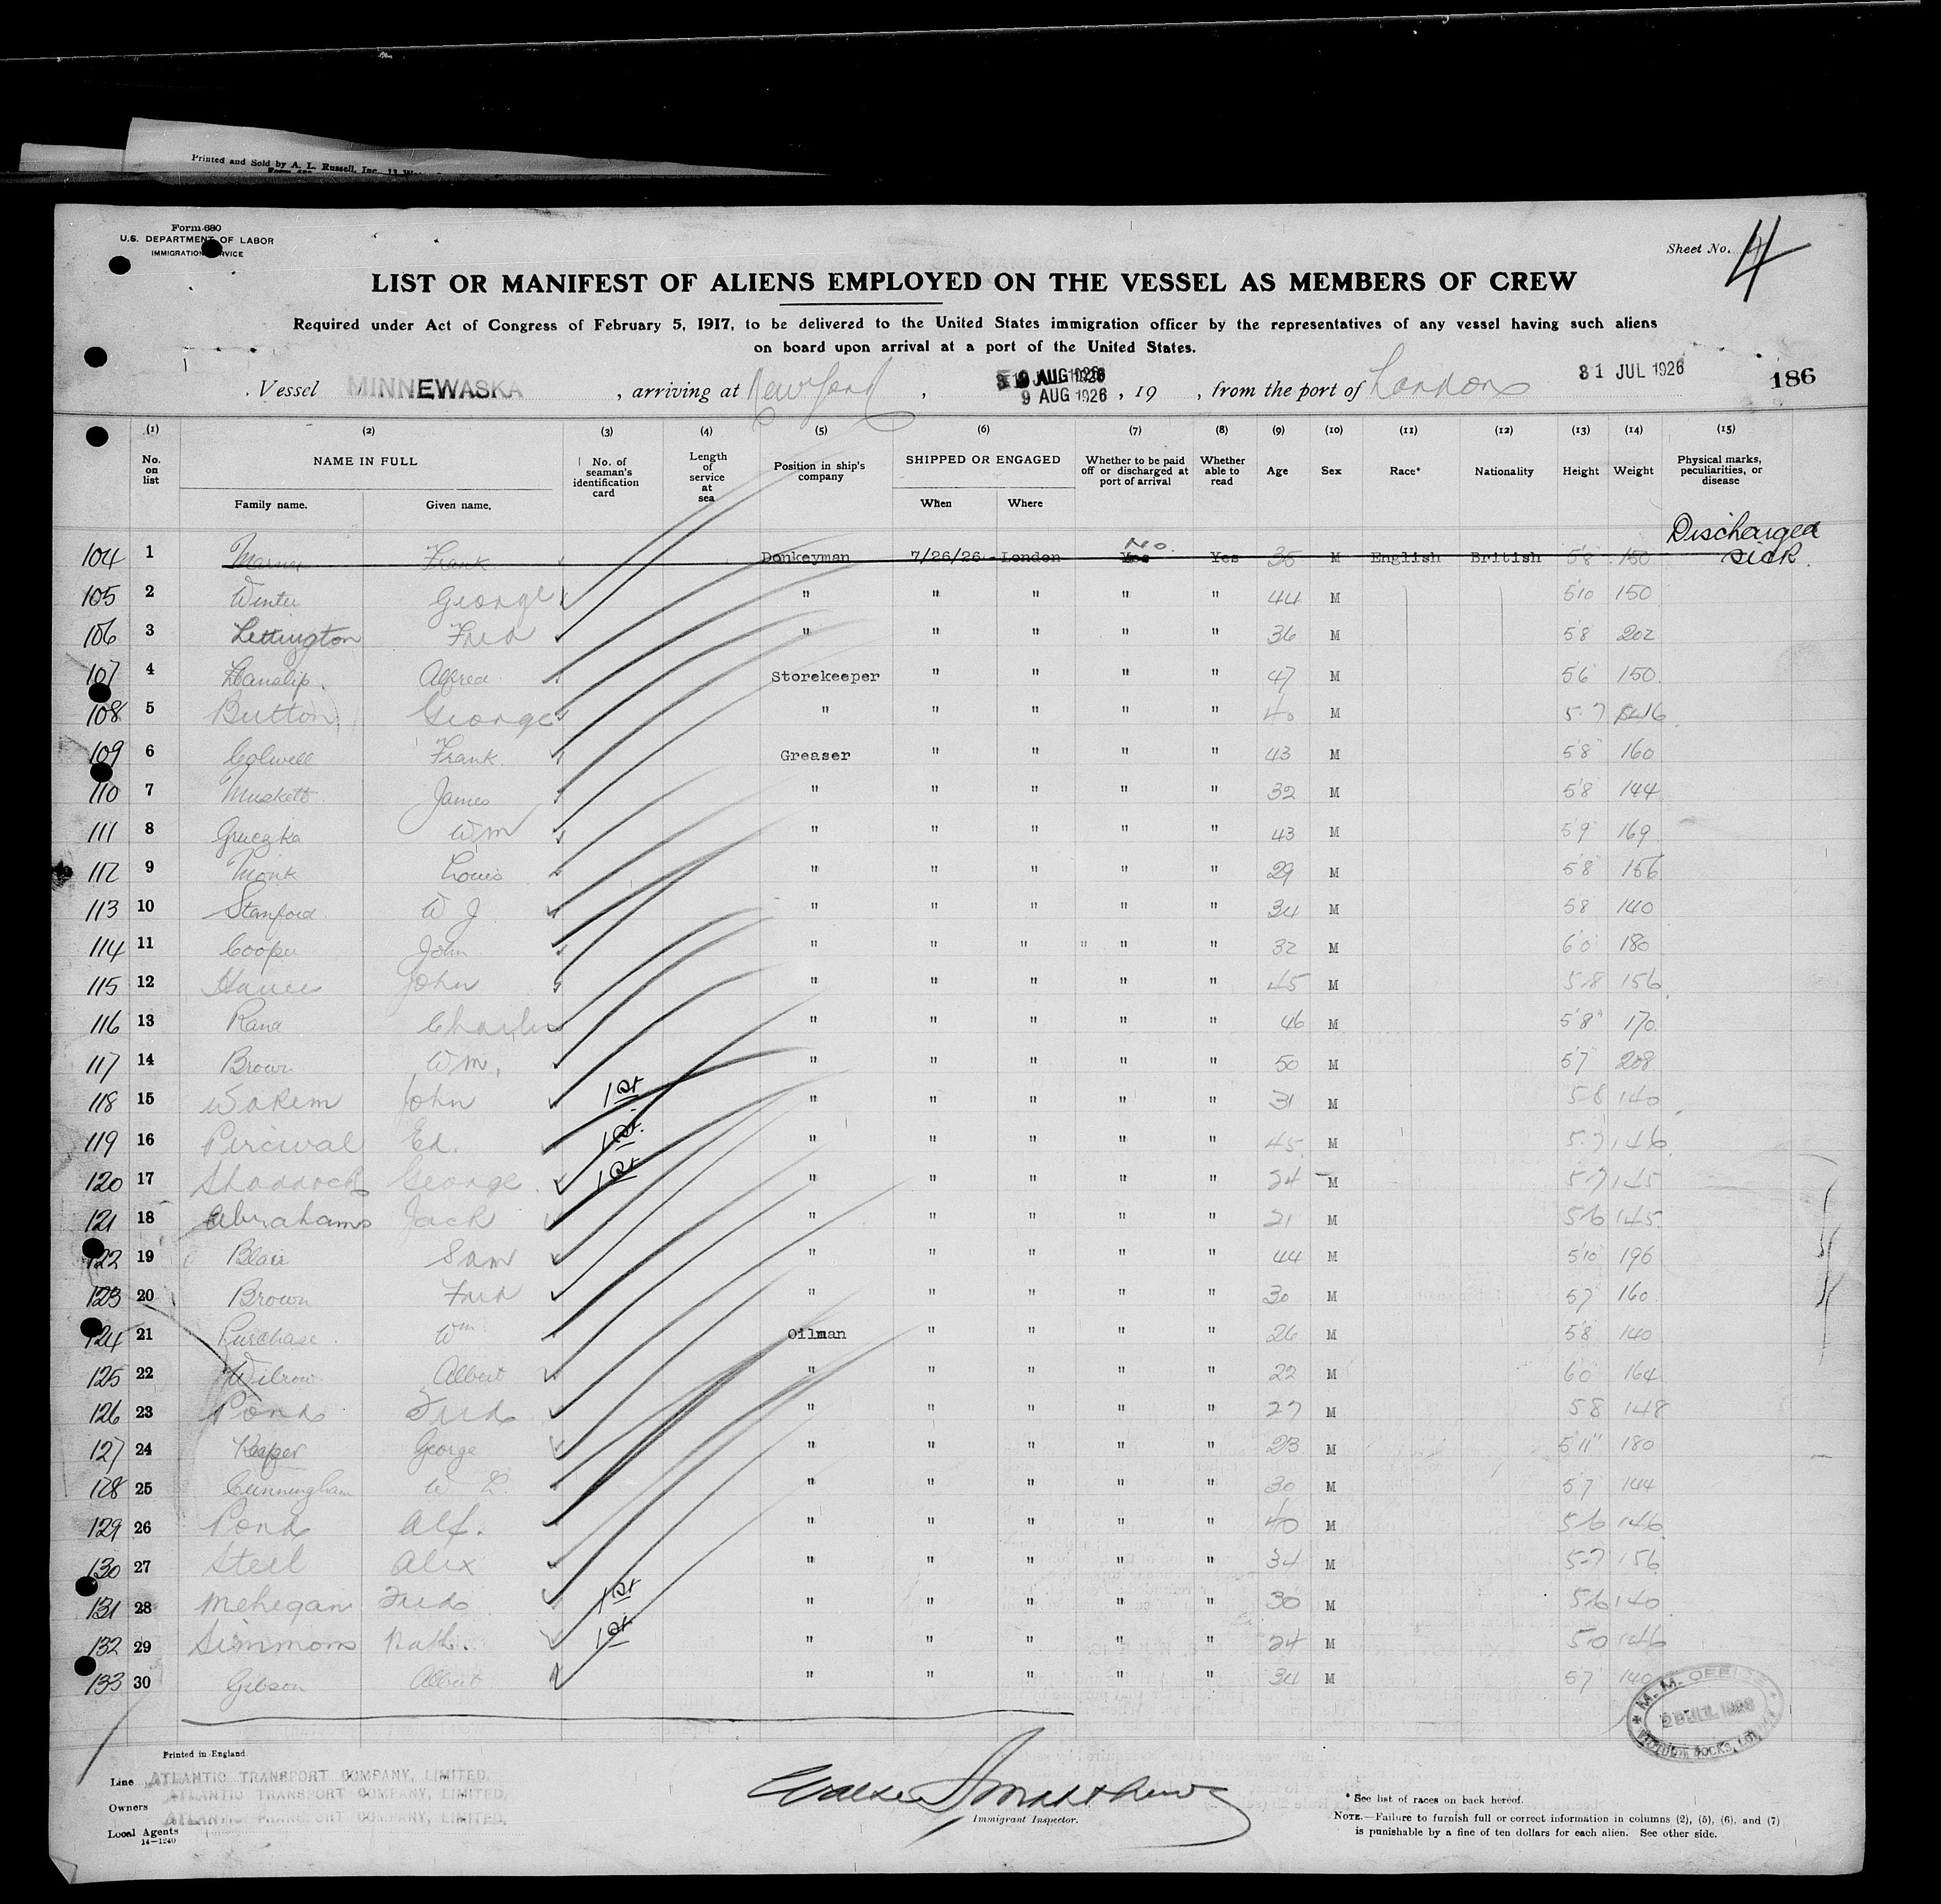 Printed and Sold by A. L. Russell, Inc., 11
Form 680
U.S. DEPARTMENT OF LABOR
IMMIGRATION SERVICE
Sheet No. 4
LIST OR MANIFEST OF ALIENS EMPLOYED ON THE VESSEL AS MEMBERS OF CREW
Required under Act of Congress of February 5, 1917, to be delivered to the United States immigration officer by the representatives of any vessel having such aliens
on board upon arrival at a port of the United States.
Vessel MINNEWASKA, arriving at New York, 9 AUG 1926, 19 , from the port of London 31 JUL 1926 186
(1) (2) (3) (4) (5) (6) (7) (8) (9) (10) (11) (12) (13) (14) (15)
No. on list NAME IN FULL No. of seaman's identification card Length of service at sea Position in ship's company SHIPPED OR ENGAGED Whether to be paid off or discharged at port of arrival Whether able to read Age Sex Race* Nationality Height Weight Physical marks, peculiarities, or disease
Family name. Given name. When Where
104 1 Frank Donkeyman 7/26/26 London Yes No Yes 35 M English British 5'8 150 Discharged sick.
105 2 Winter George " " " " " 44 M 5'10 150
106 3 Lettington Fred " " " " " 36 M 5'8 202
107 4 Hanslip Alfred Storekeeper " " " " 47 M 5'6 150
108 5 Button George " " " " " 40 M 5.7
109 6 Colwell Frank Greaser " " " " 43 M 5'8" 160
110 7 Muskett James " " " " " 32 M 5'8 144
111 8 Gruczka Wm " " " " " 43 M 5'9" 169
112 9 Monk Louis " " " " " 29 M 5'8" 156
113 10 Stanford W J " " " " " 34 M 5'8 140
114 11 Cooper John " " " " " " 32 M 6'0 180
115 12 John " " " " " 45 M 5.8 156
116 13 Charles " " " " " 46 M 5'8" 170
117 14 Brown Wm. " " " " " 50 M 5'7 208
118 15 Wakem John 1st " " " " " 31 M 5.8 140
119 16 Percival Ed. 1st " " " " " 45 M 5.7 146
120 17 Shaddock George 1st " " " " " 24 M 5.7 145
121 18 Abrahams Jack " " " " " 21 M 5.6 145
122 19 Blair Sam " " " " " 44 M 5'10 196
123 20 Brown Fred " " " " " 30 M 5'7 160
124 21 Purchase Wm Oilman " " " " 26 M 5'8 140
125 22 Albert " " " " " 22 M 6'0 164
126 23 Pond Fred " " " " " 27 M 5.8 148
127 24 George " " " " " 23 M 5'11" 180
128 25 Cunningham W L. " " " " " 30 M 5'7 144
129 26 Pond Alf. " " " " " 40 M 5.6 146
130 27 Steel Alex " " " " " 34 M 5.7 156
131 28 Mehegan Fred 1st " " " " " 30 M 5.6 140
132 29 Simmons Nath. 1st " " " " " 24 M 5.0
133 30 Gibson Albert " " " " " 34 M 5'7 140
M. M. OFFICE
Printed in England.
Line ATLANTIC TRANSPORT COMPANY, LIMITED.
Owners ATLANTIC TRANSPORT COMPANY, LIMITED.
Local Agents ATLANTIC TRANSPORT COMPANY, LIMITED.
14-1240
Immigrant Inspector.
* See list of races on back hereof.
NOTE.—Failure to furnish full or correct information in columns (2), (5), (6), and (7)
is punishable by a fine of ten dollars for each alien. See other side.